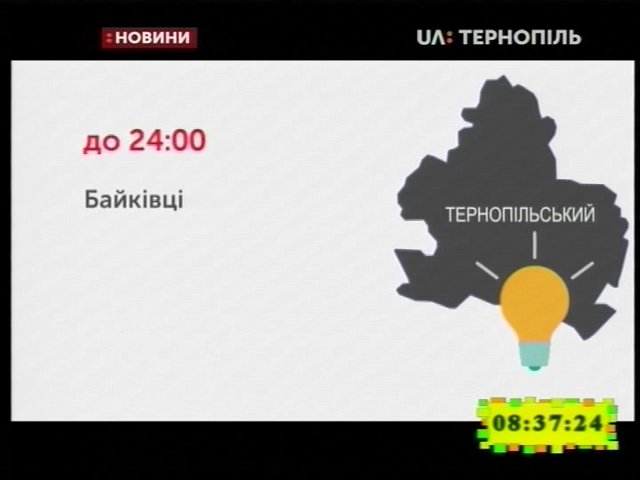 :НОВИНИ
UA: ТЕРНОПІЛЬ
до 24:00
Байківці
ТЕРНОПІЛЬСЬКИЙ
08:37:24